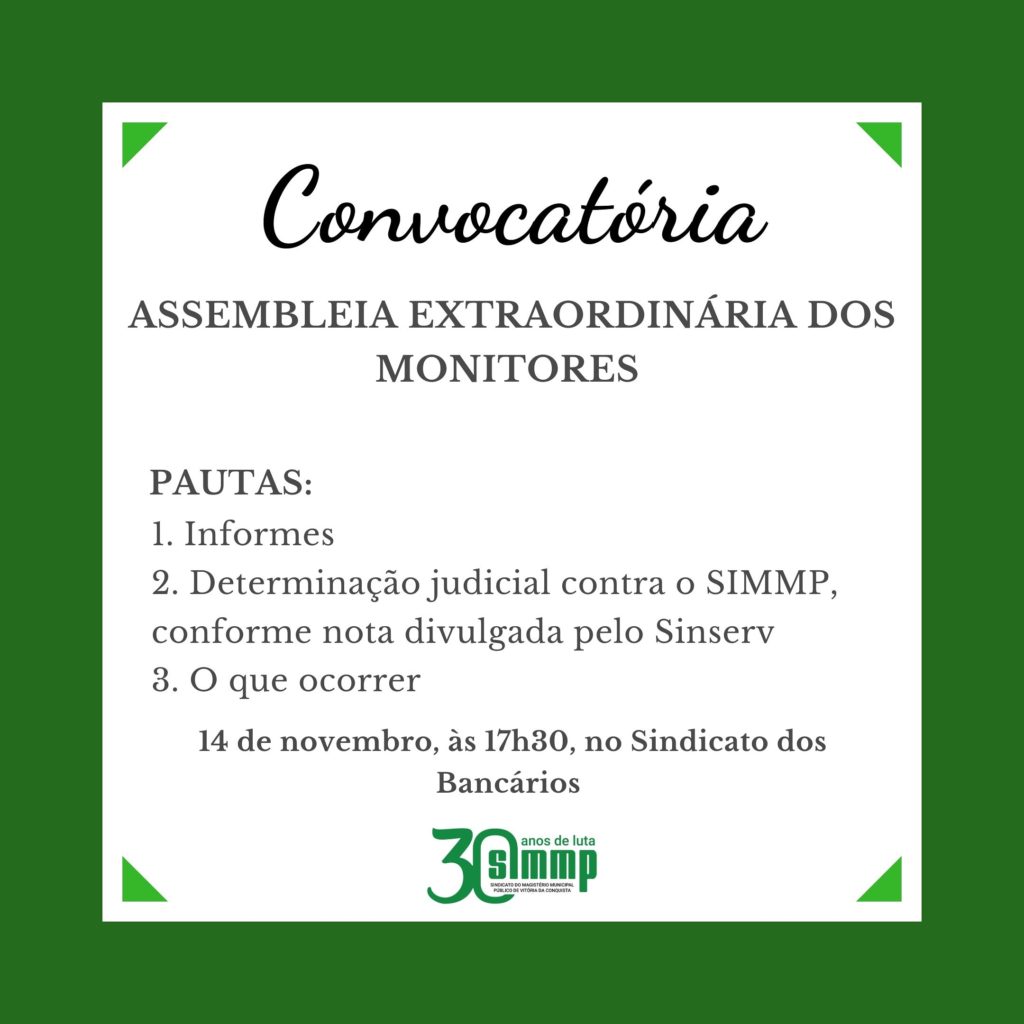 Convocatória
ASSEMBLEIA EXTRAORDINÁRIA DOS
MONITORES
PAUTAS:
1. Informes
2. Determinação judicial contra o SIMMP,
conforme nota divulgada pelo Sinserv
3. O que ocorrer
14 de novembro, às 17h30, no Sindicato dos
Bancários
30 anos de luta
sımmp
SINDICATO DO MAGISTÉRIO MUNICIPAL
PÚBLICO DE VITÓRIA DA CONQUISTA